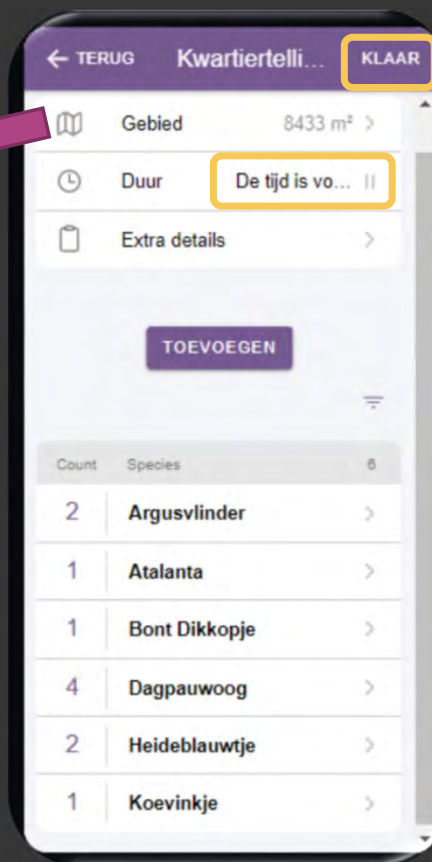 ← TERUG Kwartiertelli... KLAAR
Gebied 8433 m² >
Duur De tijd is vo... ||
Extra details >
TOEVOEGEN
Count Species 6
2 Argusvlinder >
1 Atalanta >
1 Bont Dikkopje >
4 Dagpauwoog >
2 Heideblauwtje >
1 Koevinkje >